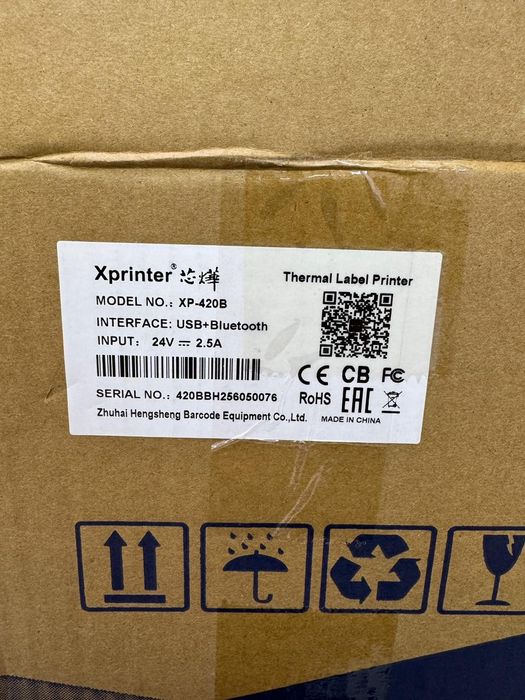 Xprinter® 芯烨
Thermal Label Printer
MODEL NO.: XP-420B
INTERFACE: USB+Bluetooth
INPUT: 24V ⎓ 2.5A
CE CB FC
SERIAL NO.: 420BBH256050076
RoHS EAC
Zhuhai Hengsheng Barcode Equipment Co.,Ltd.
MADE IN CHINA